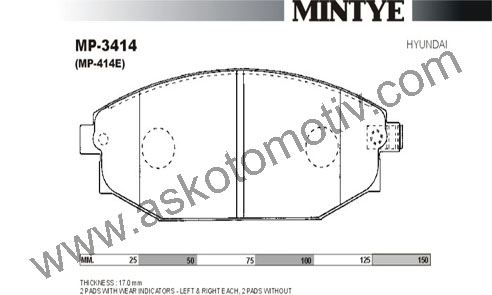 MINTYE
MP-3414
HYUNDAI
(MP-414E)
www.askotomotiv.com
MM. 25 50 75 100 125 150
THICKNESS : 17.0 mm
2 PADS WITH WEAR INDICATORS - LEFT & RIGHT EACH, 2 PADS WITHOUT